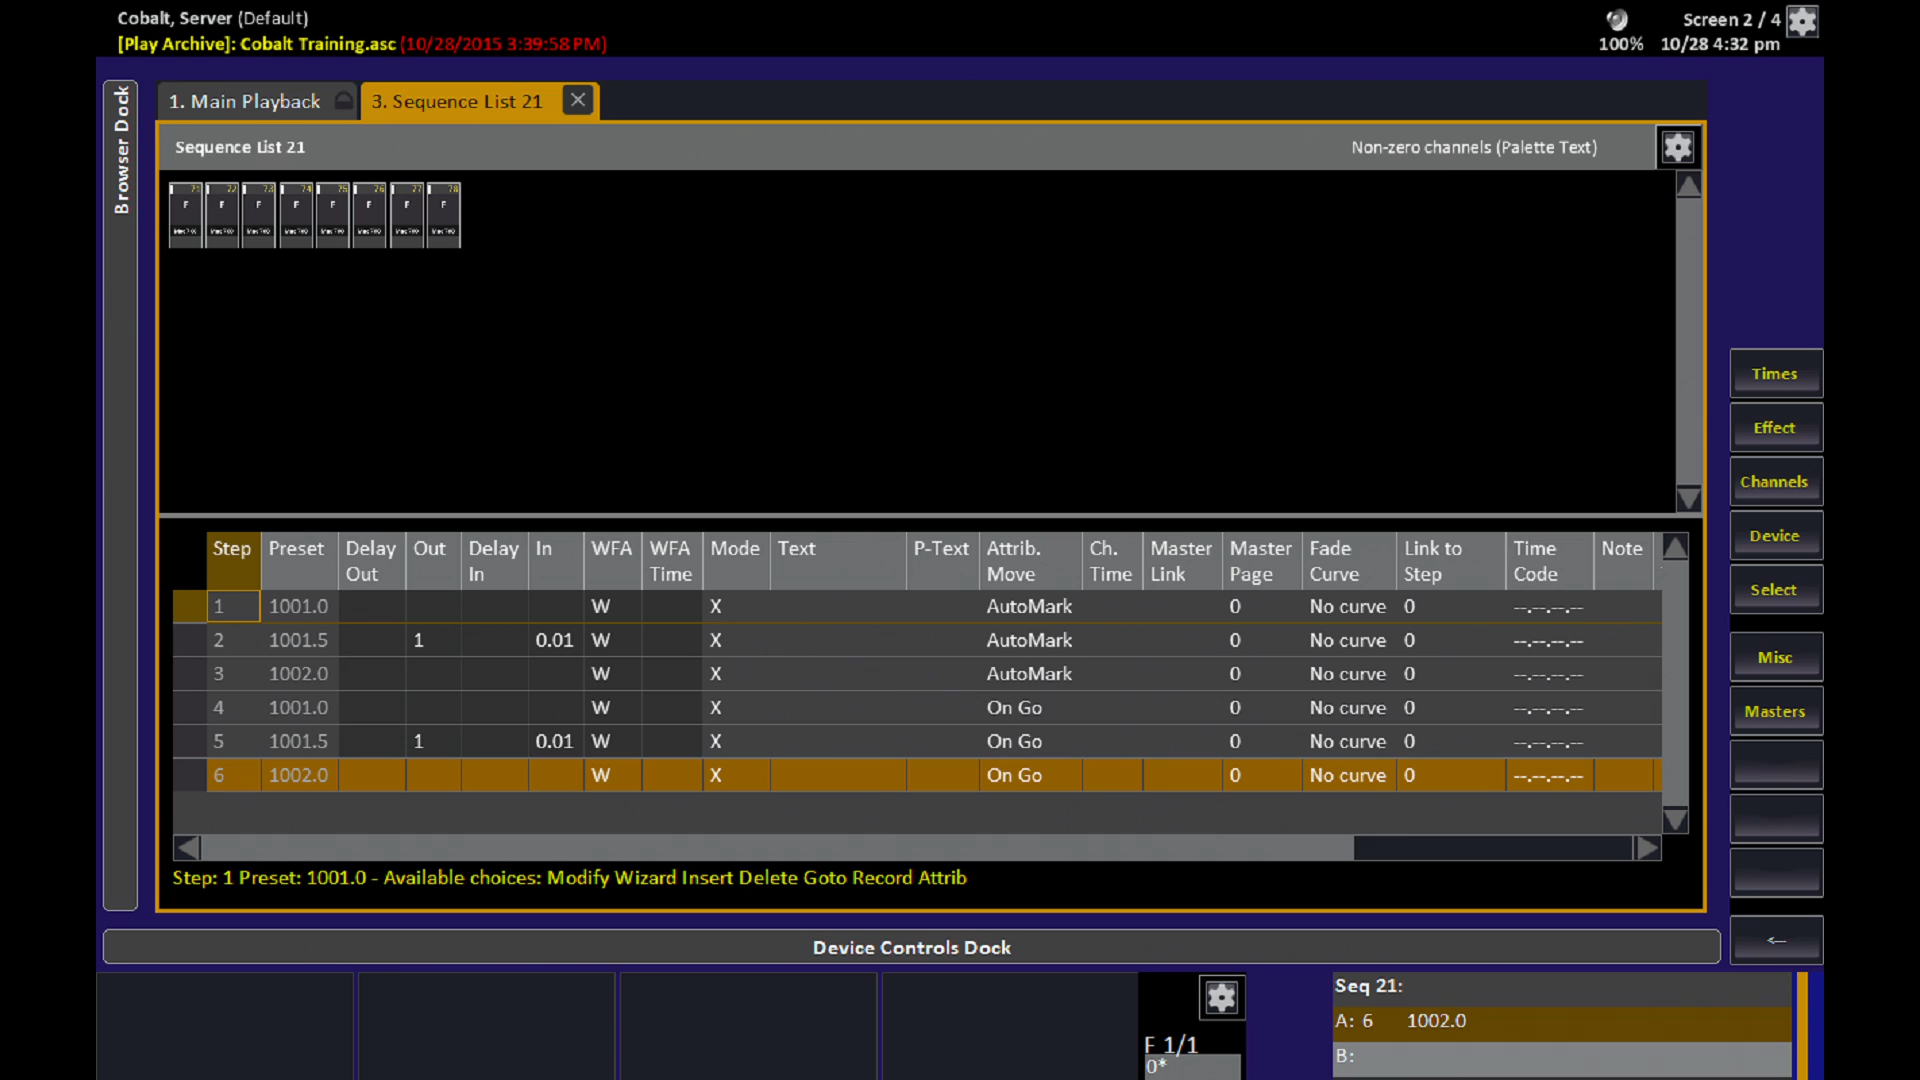 Cobalt, Server (Default)
[Play Archive]: Cobalt Training.asc (10/28/2015 3:39:58 PM)
100%
Screen 2 / 4
10/28 4:32 pm
Browser Dock
1. Main Playback
3. Sequence List 21
Sequence List 21
Non-zero channels (Palette Text)
71 72 73 74 75 76 77 78
F F F F F F F F
Step Preset Delay Out Out Delay In In WFA WFA Time Mode Text P-Text Attrib. Move Ch. Time Master Link Master Page Fade Curve Link to Step Time Code Note
1 1001.0 W X AutoMark 0 No curve 0 --.--.--.--
2 1001.5 1 0.01 W X AutoMark 0 No curve 0 --.--.--.--
3 1002.0 W X AutoMark 0 No curve 0 --.--.--.--
4 1001.0 W X On Go 0 No curve 0 --.--.--.--
5 1001.5 1 0.01 W X On Go 0 No curve 0 --.--.--.--
6 1002.0 W X On Go 0 No curve 0 --.--.--.--
Step: 1 Preset: 1001.0 - Available choices: Modify Wizard Insert Delete Goto Record Attrib
Times
Effect
Channels
Device
Select
Misc
Masters
Device Controls Dock
F 1/1
0*
Seq 21:
A: 6 1002.0
B: